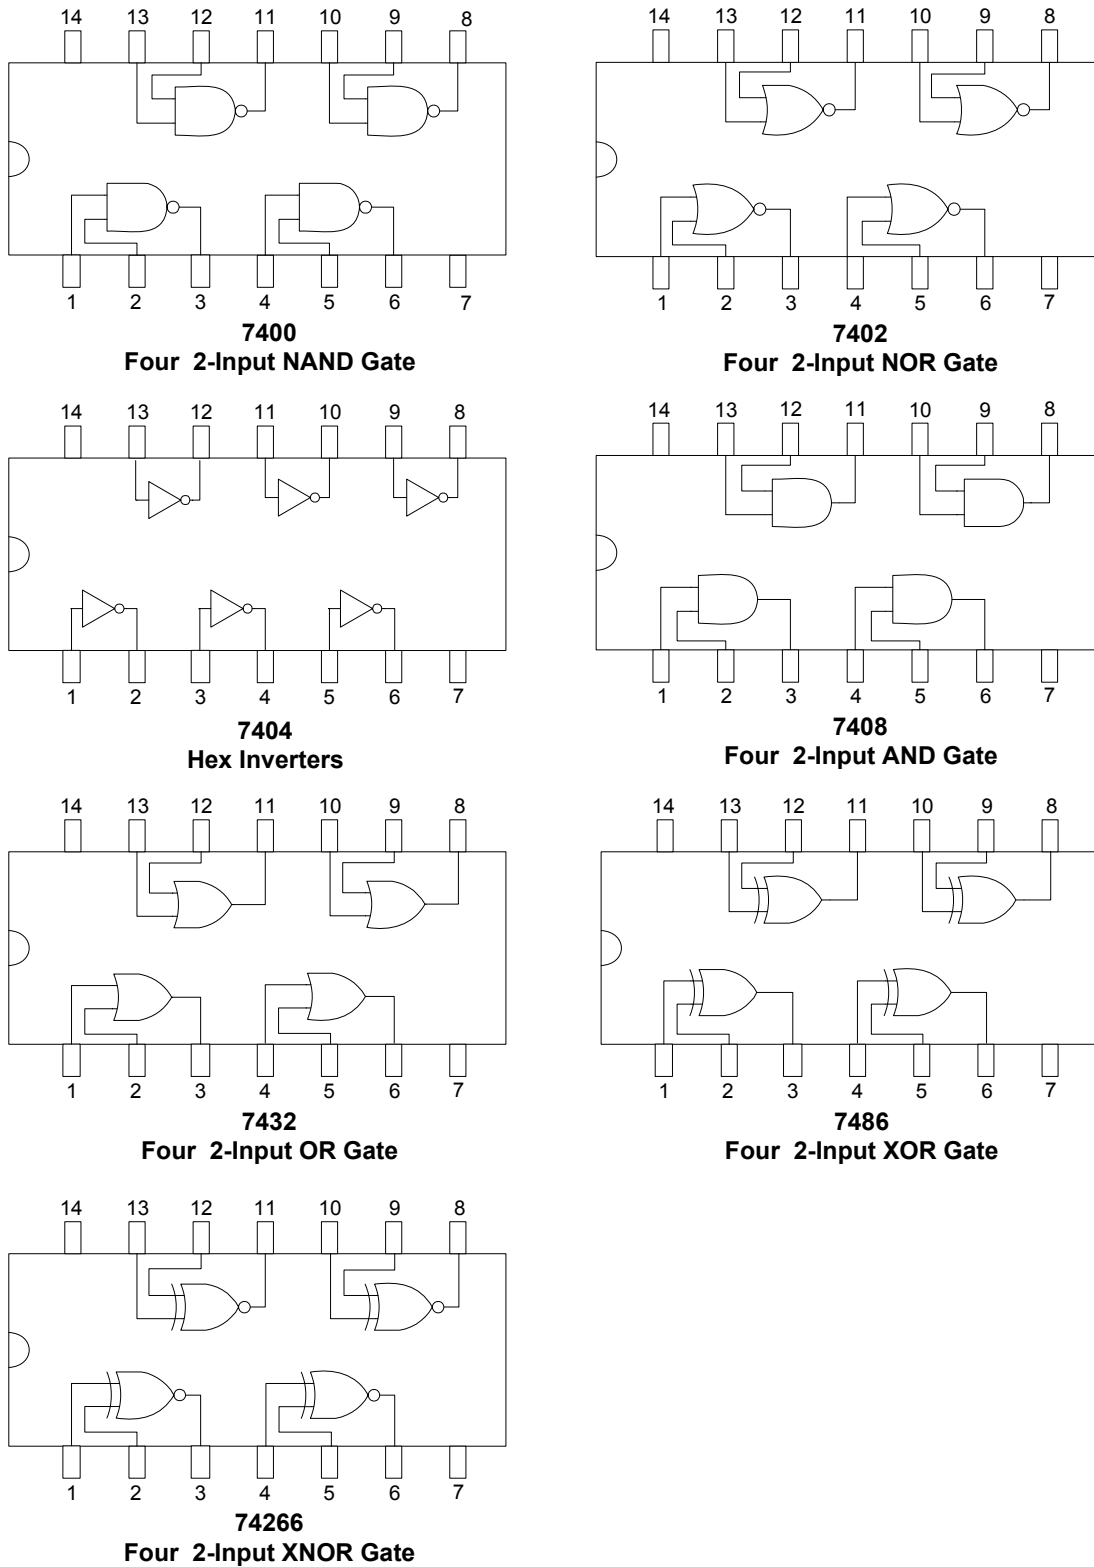 14 13 12 11 10 9 8
1 2 3 4 5 6 7
7400
Four 2-Input NAND Gate
14 13 12 11 10 9 8
1 2 3 4 5 6 7
7402
Four 2-Input NOR Gate
14 13 12 11 10 9 8
1 2 3 4 5 6 7
7404
Hex Inverters
14 13 12 11 10 9 8
1 2 3 4 5 6 7
7408
Four 2-Input AND Gate
14 13 12 11 10 9 8
1 2 3 4 5 6 7
7432
Four 2-Input OR Gate
14 13 12 11 10 9 8
1 2 3 4 5 6 7
7486
Four 2-Input XOR Gate
14 13 12 11 10 9 8
1 2 3 4 5 6 7
74266
Four 2-Input XNOR Gate